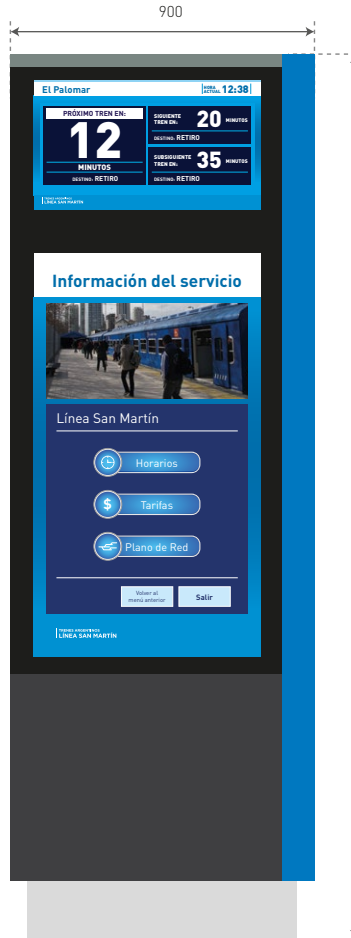 900
El Palomar
HORA ACTUAL 12:38
PRÓXIMO TREN EN:
12
MINUTOS
DESTINO: RETIRO
SIGUIENTE
TREN EN:
20 MINUTOS
DESTINO: RETIRO
SUBSIGUIENTE
TREN EN:
35 MINUTOS
DESTINO: RETIRO
TRENES ARGENTINOS
LÍNEA SAN MARTÍN
Información del servicio
Línea San Martín
Horarios
$ Tarifas
Plano de Red
Volver al
menú anterior
Salir
TRENES ARGENTINOS
LÍNEA SAN MARTÍN